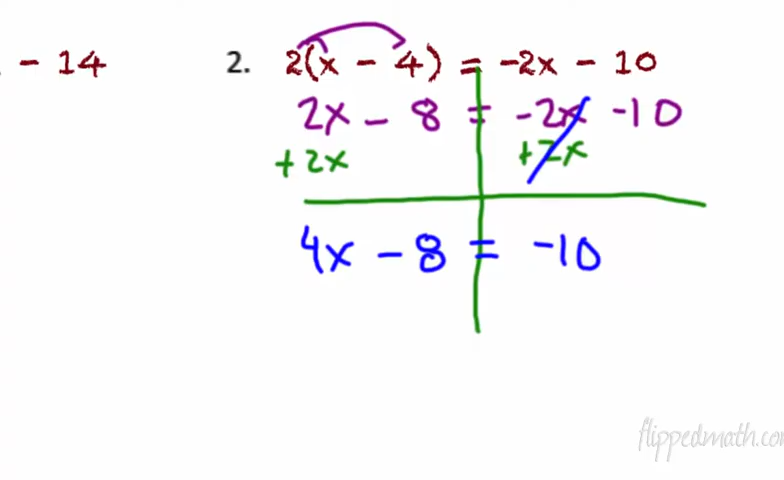 - 14
2. 2(x - 4) = -2x - 10
2x - 8 = -2x -10
+2x +2x
4x - 8 = -10
flippedmath.com